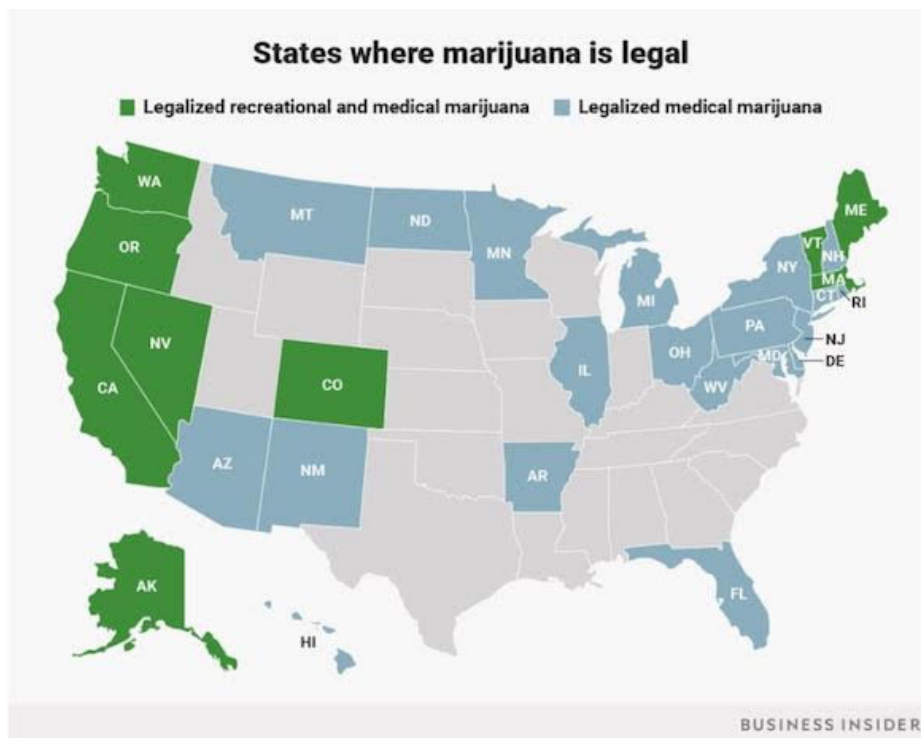 States where marijuana is legal
Legalized recreational and medical marijuana Legalized medical marijuana
WA
MT
ND
MN
OR
ME
VT
NH
NY
MA
CT
RI
MI
PA
NJ
NV
OH
MD
DE
CA
CO
IL
WV
AZ
NM
AR
AK
FL
HI
BUSINESS INSIDER